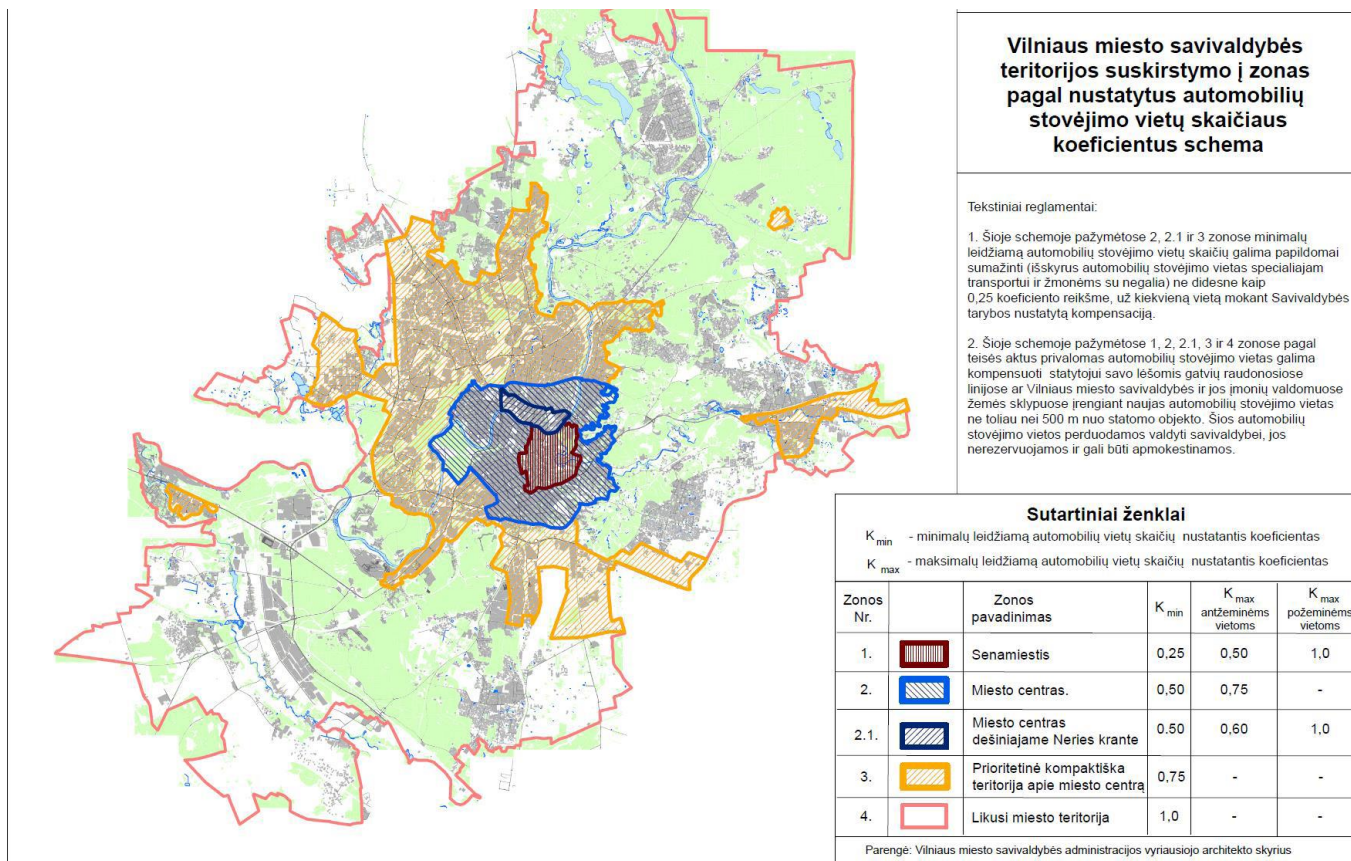 Vilniaus miesto savivaldybės
teritorijos suskirstymo į zonas
pagal nustatytus automobilių
stovėjimo vietų skaičiaus
koeficientus schema
Tekstiniai reglamentai:
1. Šioje schemoje pažymėtose 2, 2.1 ir 3 zonose minimalų
leidžiamą automobilių stovėjimo vietų skaičių galima papildomai
sumažinti (išskyrus automobilių stovėjimo vietas specialiajam
transportui ir žmonėms su negalia) ne didesne kaip
0,25 koeficiento reikšme, už kiekvieną vietą mokant Savivaldybės
tarybos nustatytą kompensaciją.
2. Šioje schemoje pažymėtose 1, 2, 2.1, 3 ir 4 zonose pagal
teisės aktus privalomas automobilių stovėjimo vietas galima
kompensuoti statytojui savo lėšomis gatvių raudonosiose
linijose ar Vilniaus miesto savivaldybės ir jos įmonių valdomuose
žemės sklypuose įrengiant naujas automobilių stovėjimo vietas
ne toliau nei 500 m nuo statomo objekto. Šios automobilių
stovėjimo vietos perduodamos valdyti savivaldybei, jos
nerezervuojamos ir gali būti apmokestinamos.
Sutartiniai ženklai
K min - minimalų leidžiamą automobilių vietų skaičių nustatantis koeficientas
K max - maksimalų leidžiamą automobilių vietų skaičių nustatantis koeficientas
Zonos Nr. Zonos pavadinimas K min K max antžeminėms vietoms K max požeminėms vietoms
1. Senamiestis 0,25 0,50 1,0
2. Miesto centras. 0,50 0,75 -
2.1. Miesto centras dešiniajame Neries krante 0.50 0,60 1,0
3. Prioritetinė kompaktiška teritorija apie miesto centrą 0,75 - -
4. Likusi miesto teritorija 1,0 - -
Parengė: Vilniaus miesto savivaldybės administracijos vyriausiojo architekto skyrius